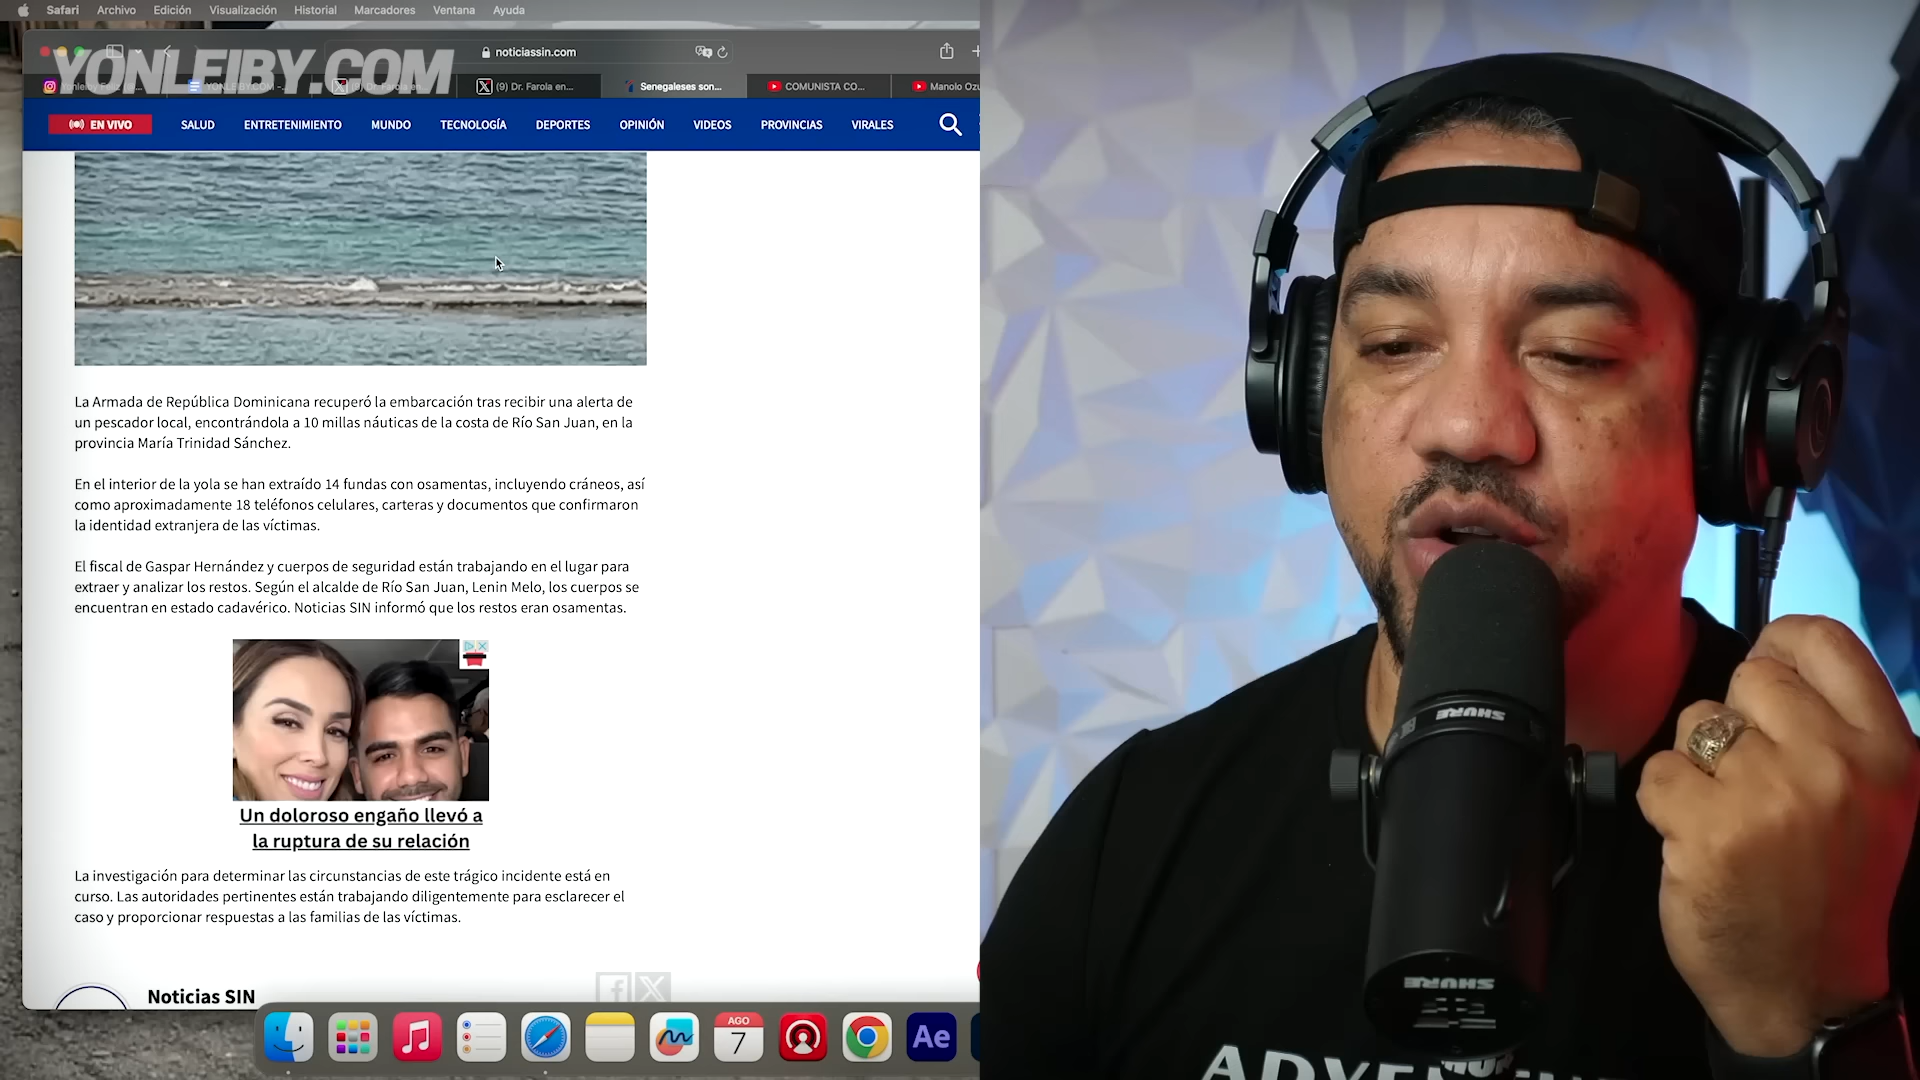 Safari Archivo Edición Visualización Historial Marcadores Ventana Ayuda
YONLEIBY.COM
noticiassin.com
(9) Dr. Farola en...
Senegaleses son...
COMUNISTA CO...
Manolo Ozu
EN VIVO SALUD ENTRETENIMIENTO MUNDO TECNOLOGÍA DEPORTES OPINIÓN VIDEOS PROVINCIAS VIRALES
La Armada de República Dominicana recuperó la embarcación tras recibir una alerta de
un pescador local, encontrándola a 10 millas náuticas de la costa de Río San Juan, en la
provincia María Trinidad Sánchez.
En el interior de la yola se han extraído 14 fundas con osamentas, incluyendo cráneos, así
como aproximadamente 18 teléfonos celulares, carteras y documentos que confirmaron
la identidad extranjera de las víctimas.
El fiscal de Gaspar Hernández y cuerpos de seguridad están trabajando en el lugar para
extraer y analizar los restos. Según el alcalde de Río San Juan, Lenin Melo, los cuerpos se
encuentran en estado cadavérico. Noticias SIN informó que los restos eran osamentas.
Un doloroso engaño llevó a
la ruptura de su relación
La investigación para determinar las circunstancias de este trágico incidente está en
curso. Las autoridades pertinentes están trabajando diligentemente para esclarecer el
caso y proporcionar respuestas a las familias de las víctimas.
Noticias SIN
AGO
7
Ae
SHURE
SHURE